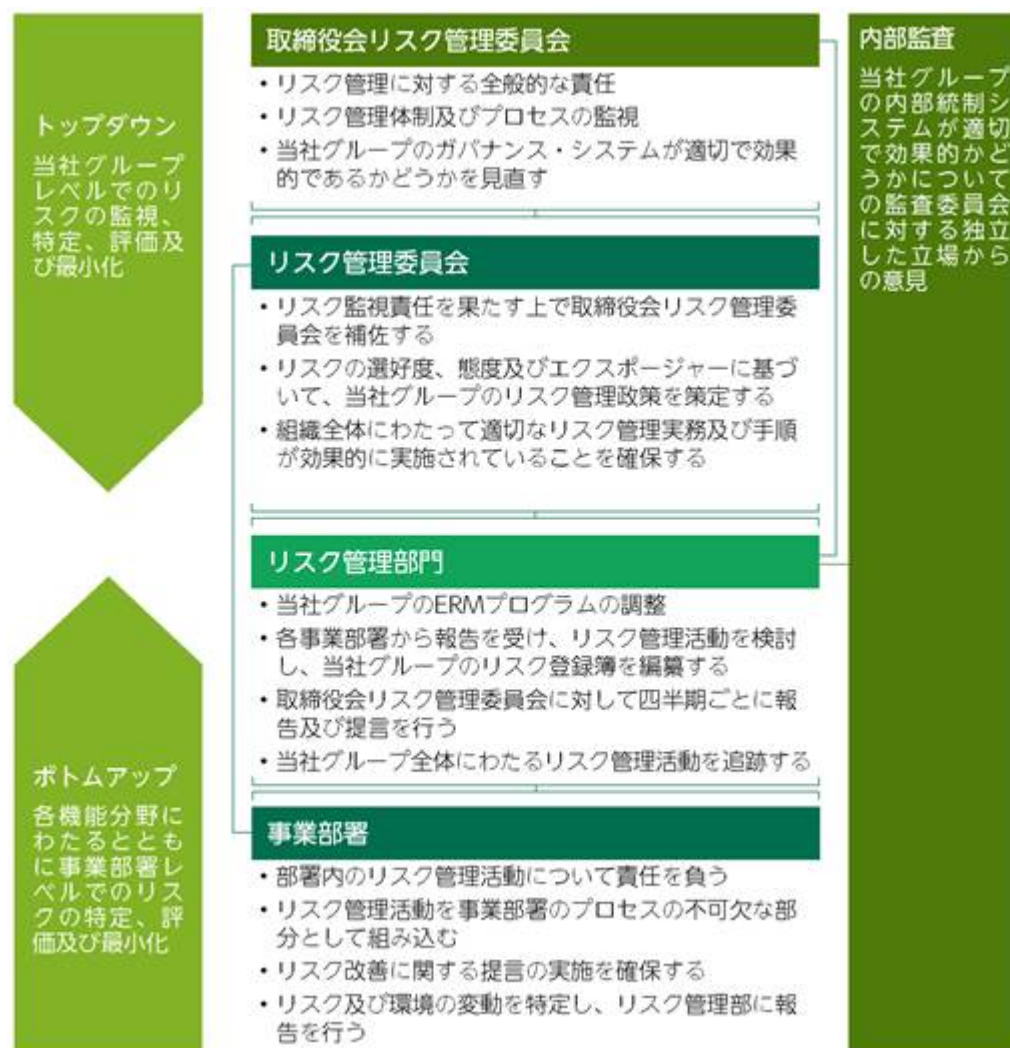 トップダウン
当社グループ
レベルでのリ
スクの監視、
特定、評価及
び最小化
ボトムアップ
各機能分野に
わたるととも
に事業部署レ
ベルでのリス
クの特定、評
価及び最小化
取締役会リスク管理委員会
• リスク管理に対する全般的な責任
• リスク管理体制及びプロセスの監視
• 当社グループのガバナンス・システムが適切で効果
的であるかどうかを見直す
リスク管理委員会
• リスク監視責任を果たす上で取締役会リスク管理委
員会を補佐する
• リスクの選好度、態度及びエクスポージャーに基づ
いて、当社グループのリスク管理政策を策定する
• 組織全体にわたって適切なリスク管理実務及び手順
が効果的に実施されていることを確保する
リスク管理部門
• 当社グループのERMプログラムの調整
• 各事業部署から報告を受け、リスク管理活動を検討
し、当社グループのリスク登録簿を編纂する
• 取締役会リスク管理委員会に対して四半期ごとに報
告及び提言を行う
• 当社グループ全体にわたるリスク管理活動を追跡する
事業部署
• 部署内のリスク管理活動について責任を負う
• リスク管理活動を事業部署のプロセスの不可欠な部
分として組み込む
• リスク改善に関する提言の実施を確保する
• リスク及び環境の変動を特定し、リスク管理部に報
告を行う
内部監査
当社グループ
の内部統制シ
ステムが適切
で効果的かど
うかについて
の監査委員会
に対する独立
した立場から
の意見